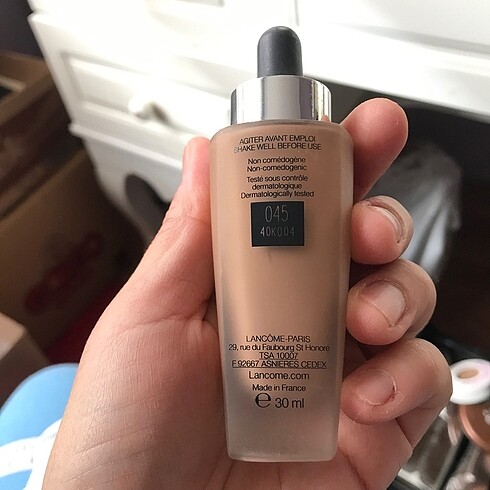 AGITER AVANT EMPLOI
SHAKE WELL BEFORE USE
Non comédogène
Non-comedogenic
Testé sous contrôle
dermatologique
Dermatologically tested
045
40K004
LANCÔME-PARIS
29, rue du Faubourg St Honoré
TSA 10007
F.92667 ASNIERES CEDEX
Lancome.com
Made in France
℮ 30 ml